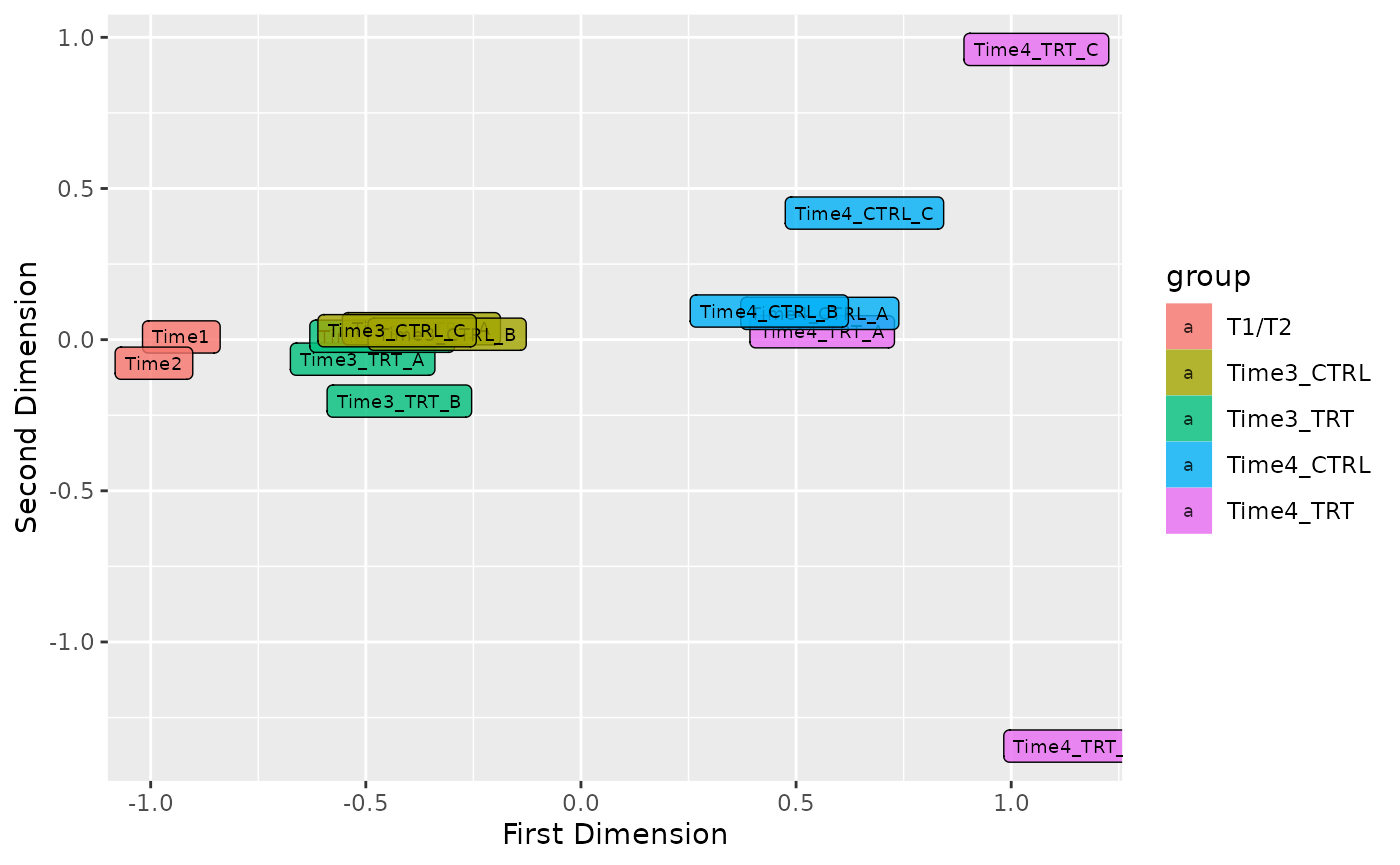 1.0
0.5
0.0
-0.5
-1.0
Second Dimension
Time4_TRT_C
Time4_CTRL_C
Time4_CTRL_B
Time4_TRT_A
Time1
Time2
Time3_CTRL_C
Time3_TRT_A
Time3_TRT_B
Time4_TRT_
-1.0
-0.5
0.0
0.5
1.0
First Dimension
group
a T1/T2
a Time3_CTRL
a Time3_TRT
a Time4_CTRL
a Time4_TRT